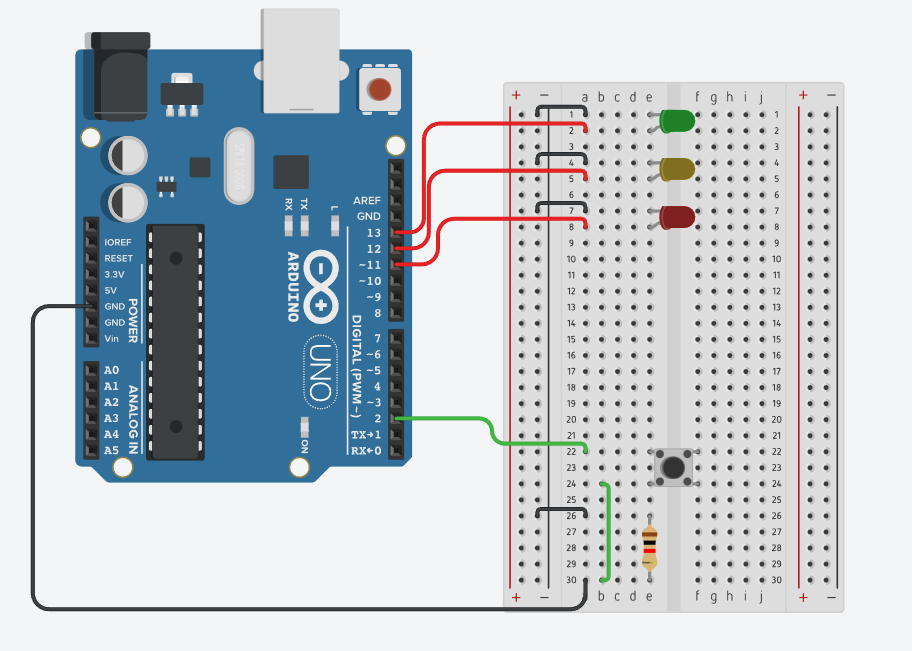 AREF
GND
13
12
~11
~10
~9
8
7
~6
~5
4
~3
2
TX→1
RX←0
DIGITAL (PWM ~)
RX
TX
L
ARDUINO
UNO
ON
IOREF
RESET
3.3V
5V
GND
GND
Vin
POWER
A0
A1
A2
A3
A4
A5
ANALOG IN
+ − a b c d e f g h i j + −
1 1
2 2
3 3
4 4
5 5
6 6
7 7
8 8
9 9
10 10
11 11
12 12
13 13
14 14
15 15
16 16
17 17
18 18
19 19
20 20
21 21
22 22
23 23
24 24
25 25
26 26
27 27
28 28
29 29
30 30
+ − b c d e f g h i j + −